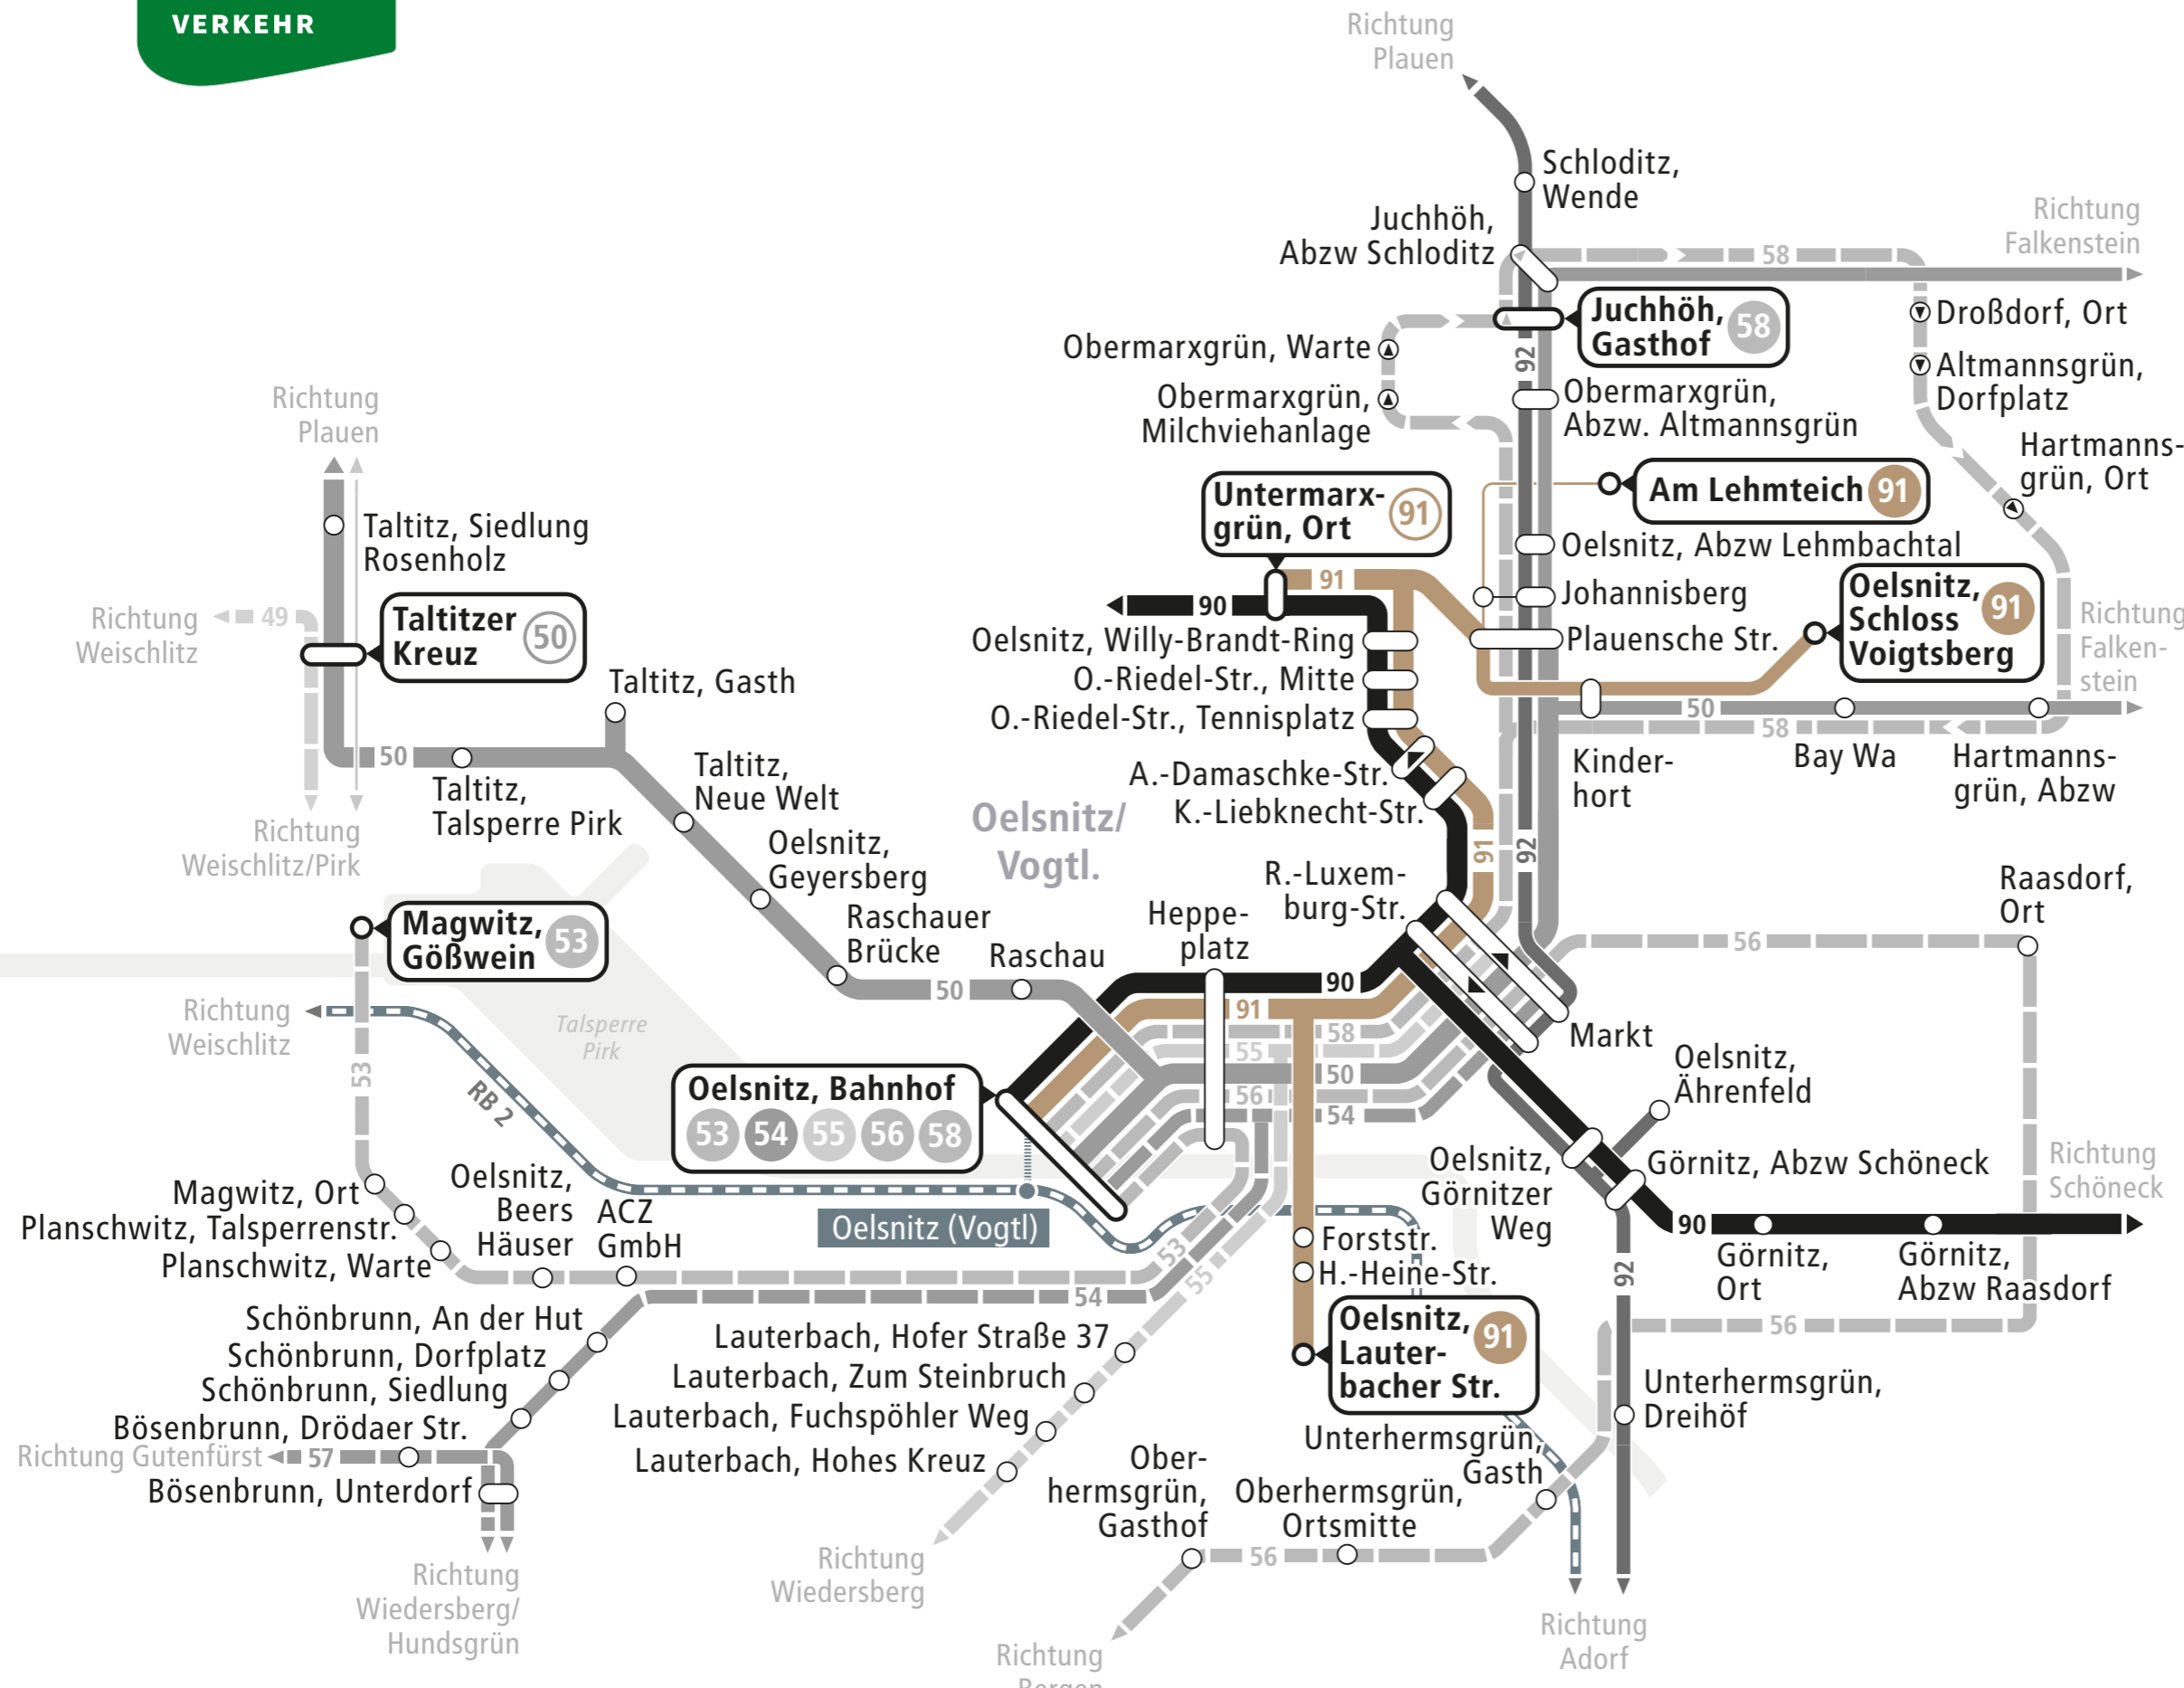 VERKEHR
Richtung
Plauen
Schloditz,
Wende
Juchhöh,
Abzw Schloditz
58
Richtung
Falkenstein
Juchhöh,
Gasthof
58
Droßdorf, Ort
Obermarxgrün, Warte
92
Altmannsgrün,
Dorfplatz
Obermarxgrün,
Milchviehanlage
Obermarxgrün,
Abzw. Altmannsgrün
Hartmanns-
grün, Ort
Richtung
Plauen
Untermarx-
grün, Ort
91
Am Lehmteich
91
Taltitz, Siedlung
Rosenholz
Oelsnitz, Abzw Lehmbachtal
91
90
Johannisberg
Oelsnitz,
Schloss
Voigtsberg
91
Richtung
Weischlitz
49
Taltitzer
Kreuz
50
Oelsnitz, Willy-Brandt-Ring
Plauensche Str.
Richtung
Falken-
stein
Taltitz, Gasth
O.-Riedel-Str., Mitte
O.-Riedel-Str., Tennisplatz
50
58
50
Taltitz,
Talsperre Pirk
Taltitz,
Neue Welt
A.-Damaschke-Str.
K.-Liebknecht-Str.
Kinder-
hort
Bay Wa
Hartmanns-
grün, Abzw
Richtung
Weischlitz/Pirk
Oelsnitz/
Vogtl.
Oelsnitz,
Geyersberg
91
92
R.-Luxem-
burg-Str.
Raasdorf,
Ort
Magwitz,
Gößwein
53
Raschauer
Brücke
Raschau
Heppe-
platz
56
50
90
Richtung
Weischlitz
Talsperre
Pirk
91
58
55
50
56
54
Markt
53
RB 2
Oelsnitz, Bahnhof
53
54
55
56
58
Oelsnitz,
Ährenfeld
Oelsnitz,
Görnitzer
Weg
Görnitz, Abzw Schöneck
Richtung
Schöneck
Magwitz, Ort
Planschwitz, Talsperrenstr.
Planschwitz, Warte
Oelsnitz,
Beers
Häuser
ACZ
GmbH
Oelsnitz (Vogtl)
90
Görnitz,
Ort
Görnitz,
Abzw Raasdorf
Forststr.
H.-Heine-Str.
53
55
54
92
56
Schönbrunn, An der Hut
Schönbrunn, Dorfplatz
Schönbrunn, Siedlung
Bösenbrunn, Drödaer Str.
Richtung Gutenfürst
57
Bösenbrunn, Unterdorf
Lauterbach, Hofer Straße 37
Lauterbach, Zum Steinbruch
Lauterbach, Fuchspöhler Weg
Lauterbach, Hohes Kreuz
Oelsnitz,
Lauter-
bacher Str.
91
Unterhermsgrün,
Dreihöf
Unterhermsgrün,
Gasth
Ober-
hermsgrün,
Gasthof
Oberhermsgrün,
Ortsmitte
56
Richtung
Wiedersberg/
Hundsgrün
Richtung
Wiedersberg
Richtung
Bergen
Richtung
Adorf